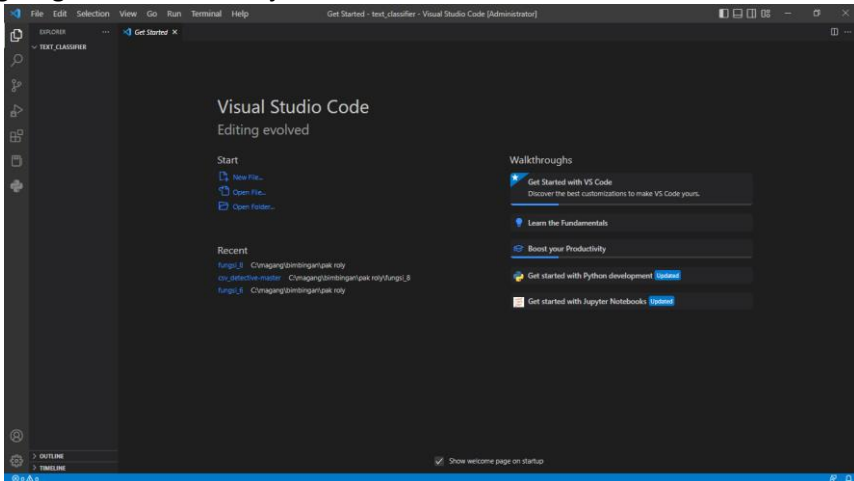 File Edit Selection View Go Run Terminal Help
Get Started - text_classifier - Visual Studio Code [Administrator]
EXPLORER
Get Started
TEXT_CLASSIFIER
Visual Studio Code
Editing evolved
Start
New File...
Open File...
Open Folder...
Recent
fungsi_8 C:\magang\bimbingan\pak roly
csv_detective-master C:\magang\bimbingan\pak roly\fungsi_8
fungsi_6 C:\magang\bimbingan\pak roly
Walkthroughs
Get Started with VS Code
Discover the best customizations to make VS Code yours.
Learn the Fundamentals
Boost your Productivity
Get started with Python development Updated
Get started with Jupyter Notebooks Updated
Show welcome page on startup
OUTLINE
TIMELINE
0 0